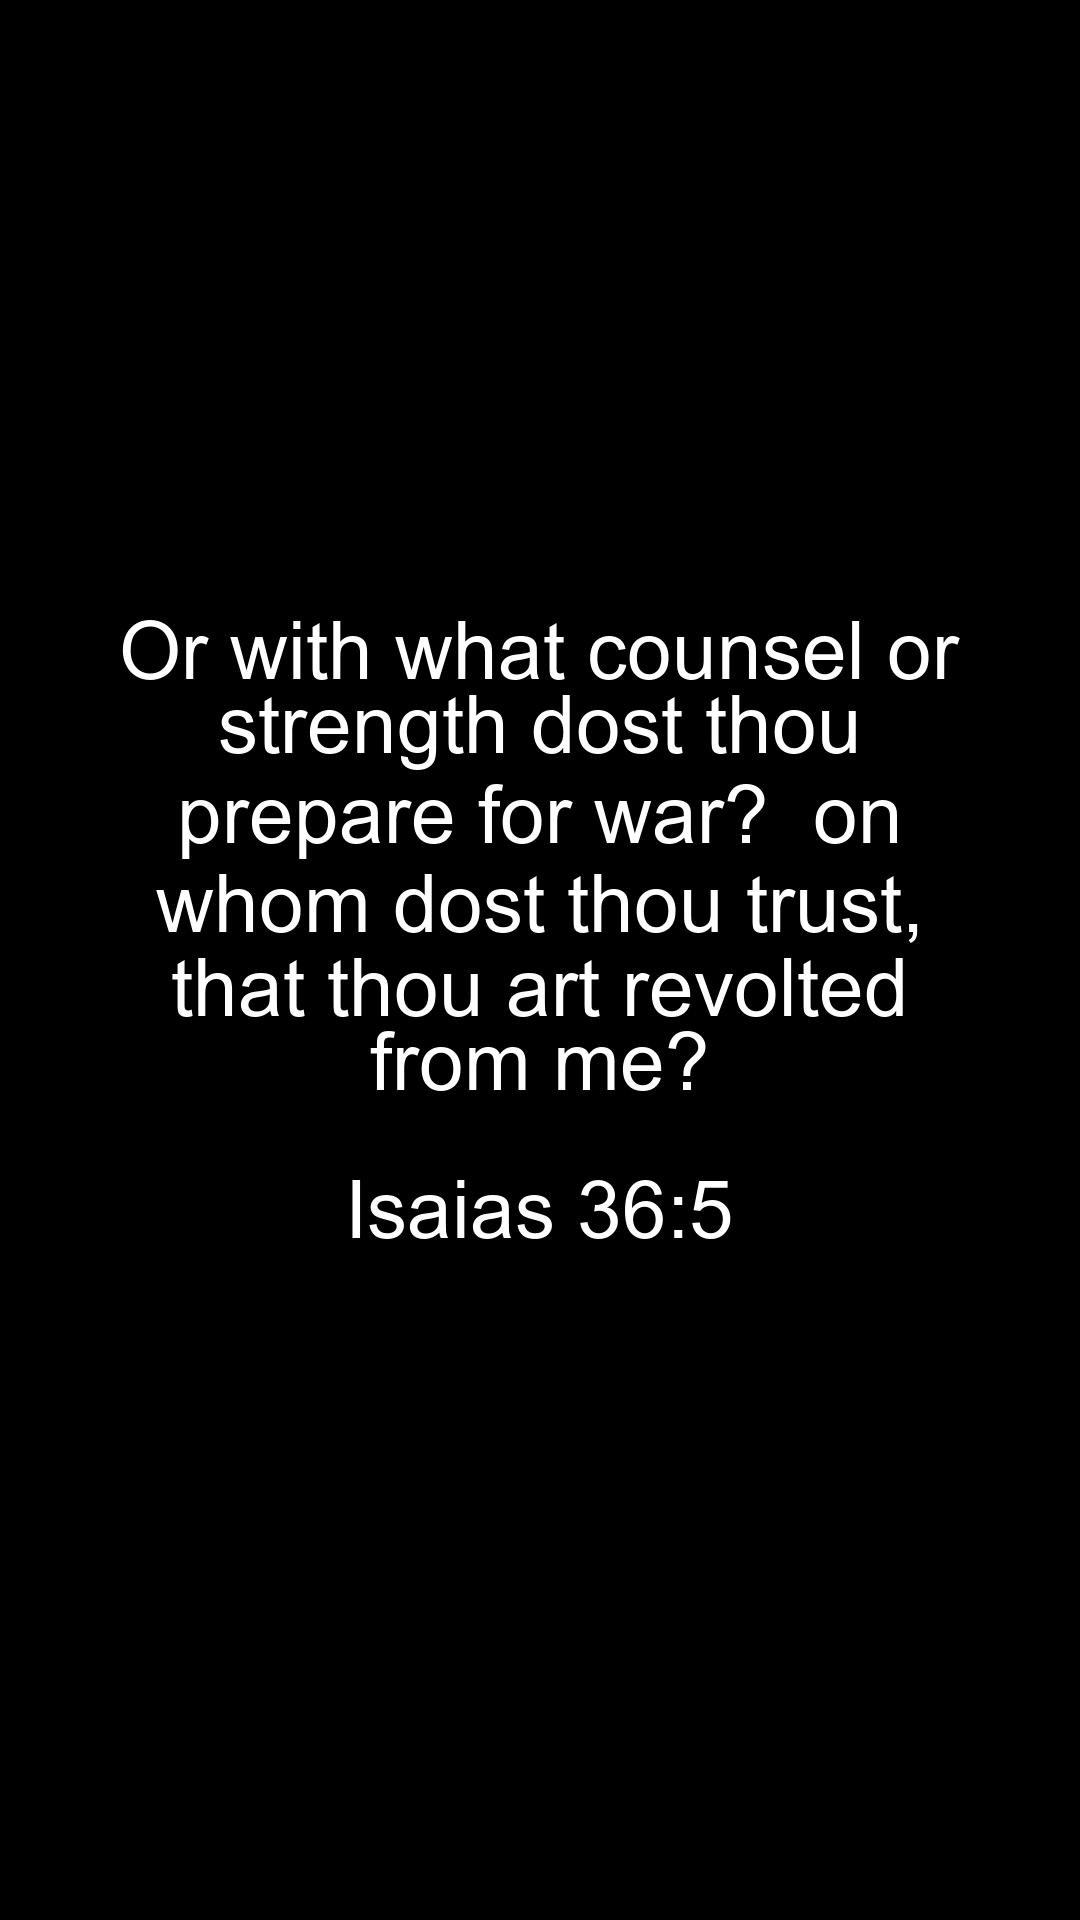 Or with what counsel or
strength dost thou
prepare for war?  on
whom dost thou trust,
that thou art revolted
from me?
Isaias 36:5